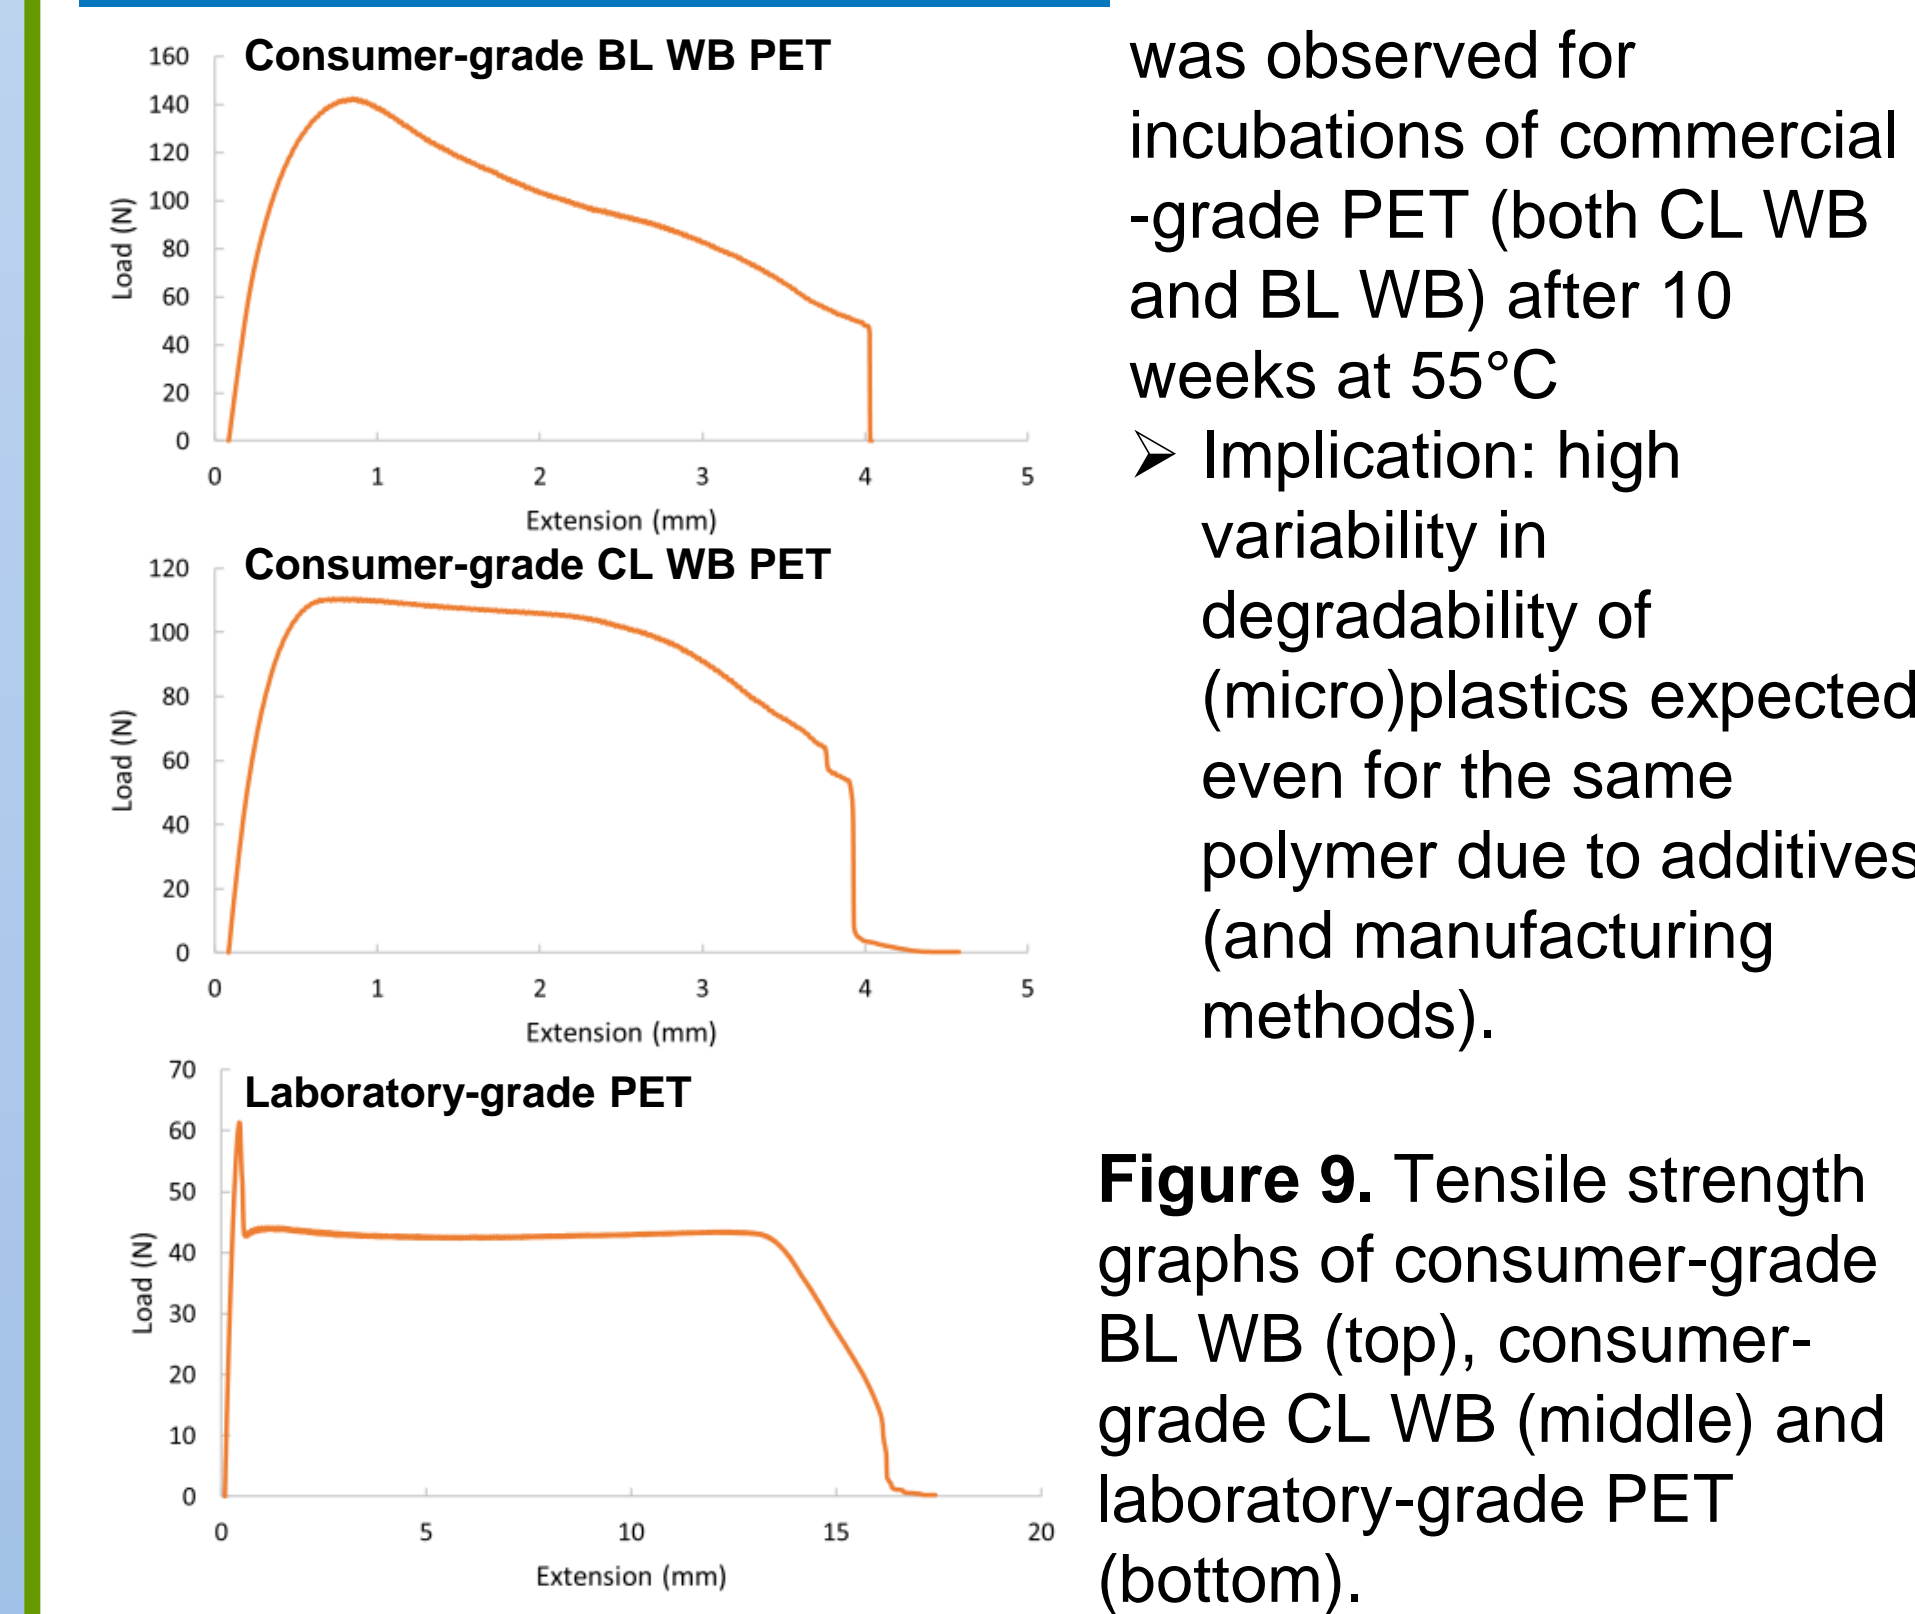 Consumer-grade BL WB PET
160
140
120
100
80
60
40
20
0
Load (N)
0 1 2 3 4 5
Extension (mm)
Consumer-grade CL WB PET
120
100
80
60
40
20
0
Load (N)
0 1 2 3 4 5
Extension (mm)
Laboratory-grade PET
70
60
50
40
30
20
10
0
Load (N)
0 5 10 15 20
Extension (mm)
was observed for
incubations of commercial
-grade PET (both CL WB
and BL WB) after 10
weeks at 55°C
➢ Implication: high
variability in
degradability of
(micro)plastics expected
even for the same
polymer due to additives
(and manufacturing
methods).
Figure 9. Tensile strength
graphs of consumer-grade
BL WB (top), consumer-
grade CL WB (middle) and
laboratory-grade PET
(bottom).